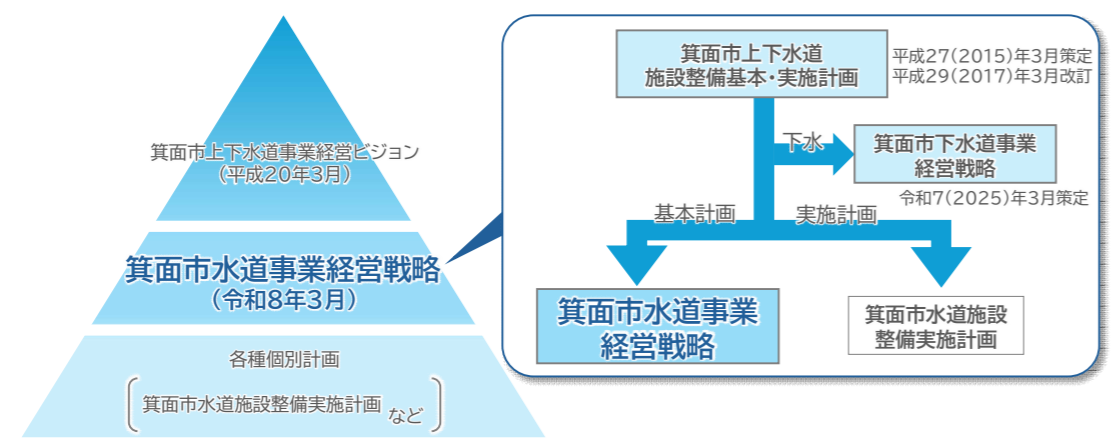 箕面市上下水道事業経営ビジョン
（平成20年3月）
箕面市水道事業経営戦略
（令和8年3月）
各種個別計画
箕面市水道施設整備実施計画 など
箕面市上下水道
施設整備基本・実施計画
平成27（2015）年3月策定
平成29（2017）年3月改訂
下水
箕面市下水道事業
経営戦略
令和7（2025）年3月策定
基本計画
実施計画
箕面市水道事業
経営戦略
箕面市水道施設
整備実施計画